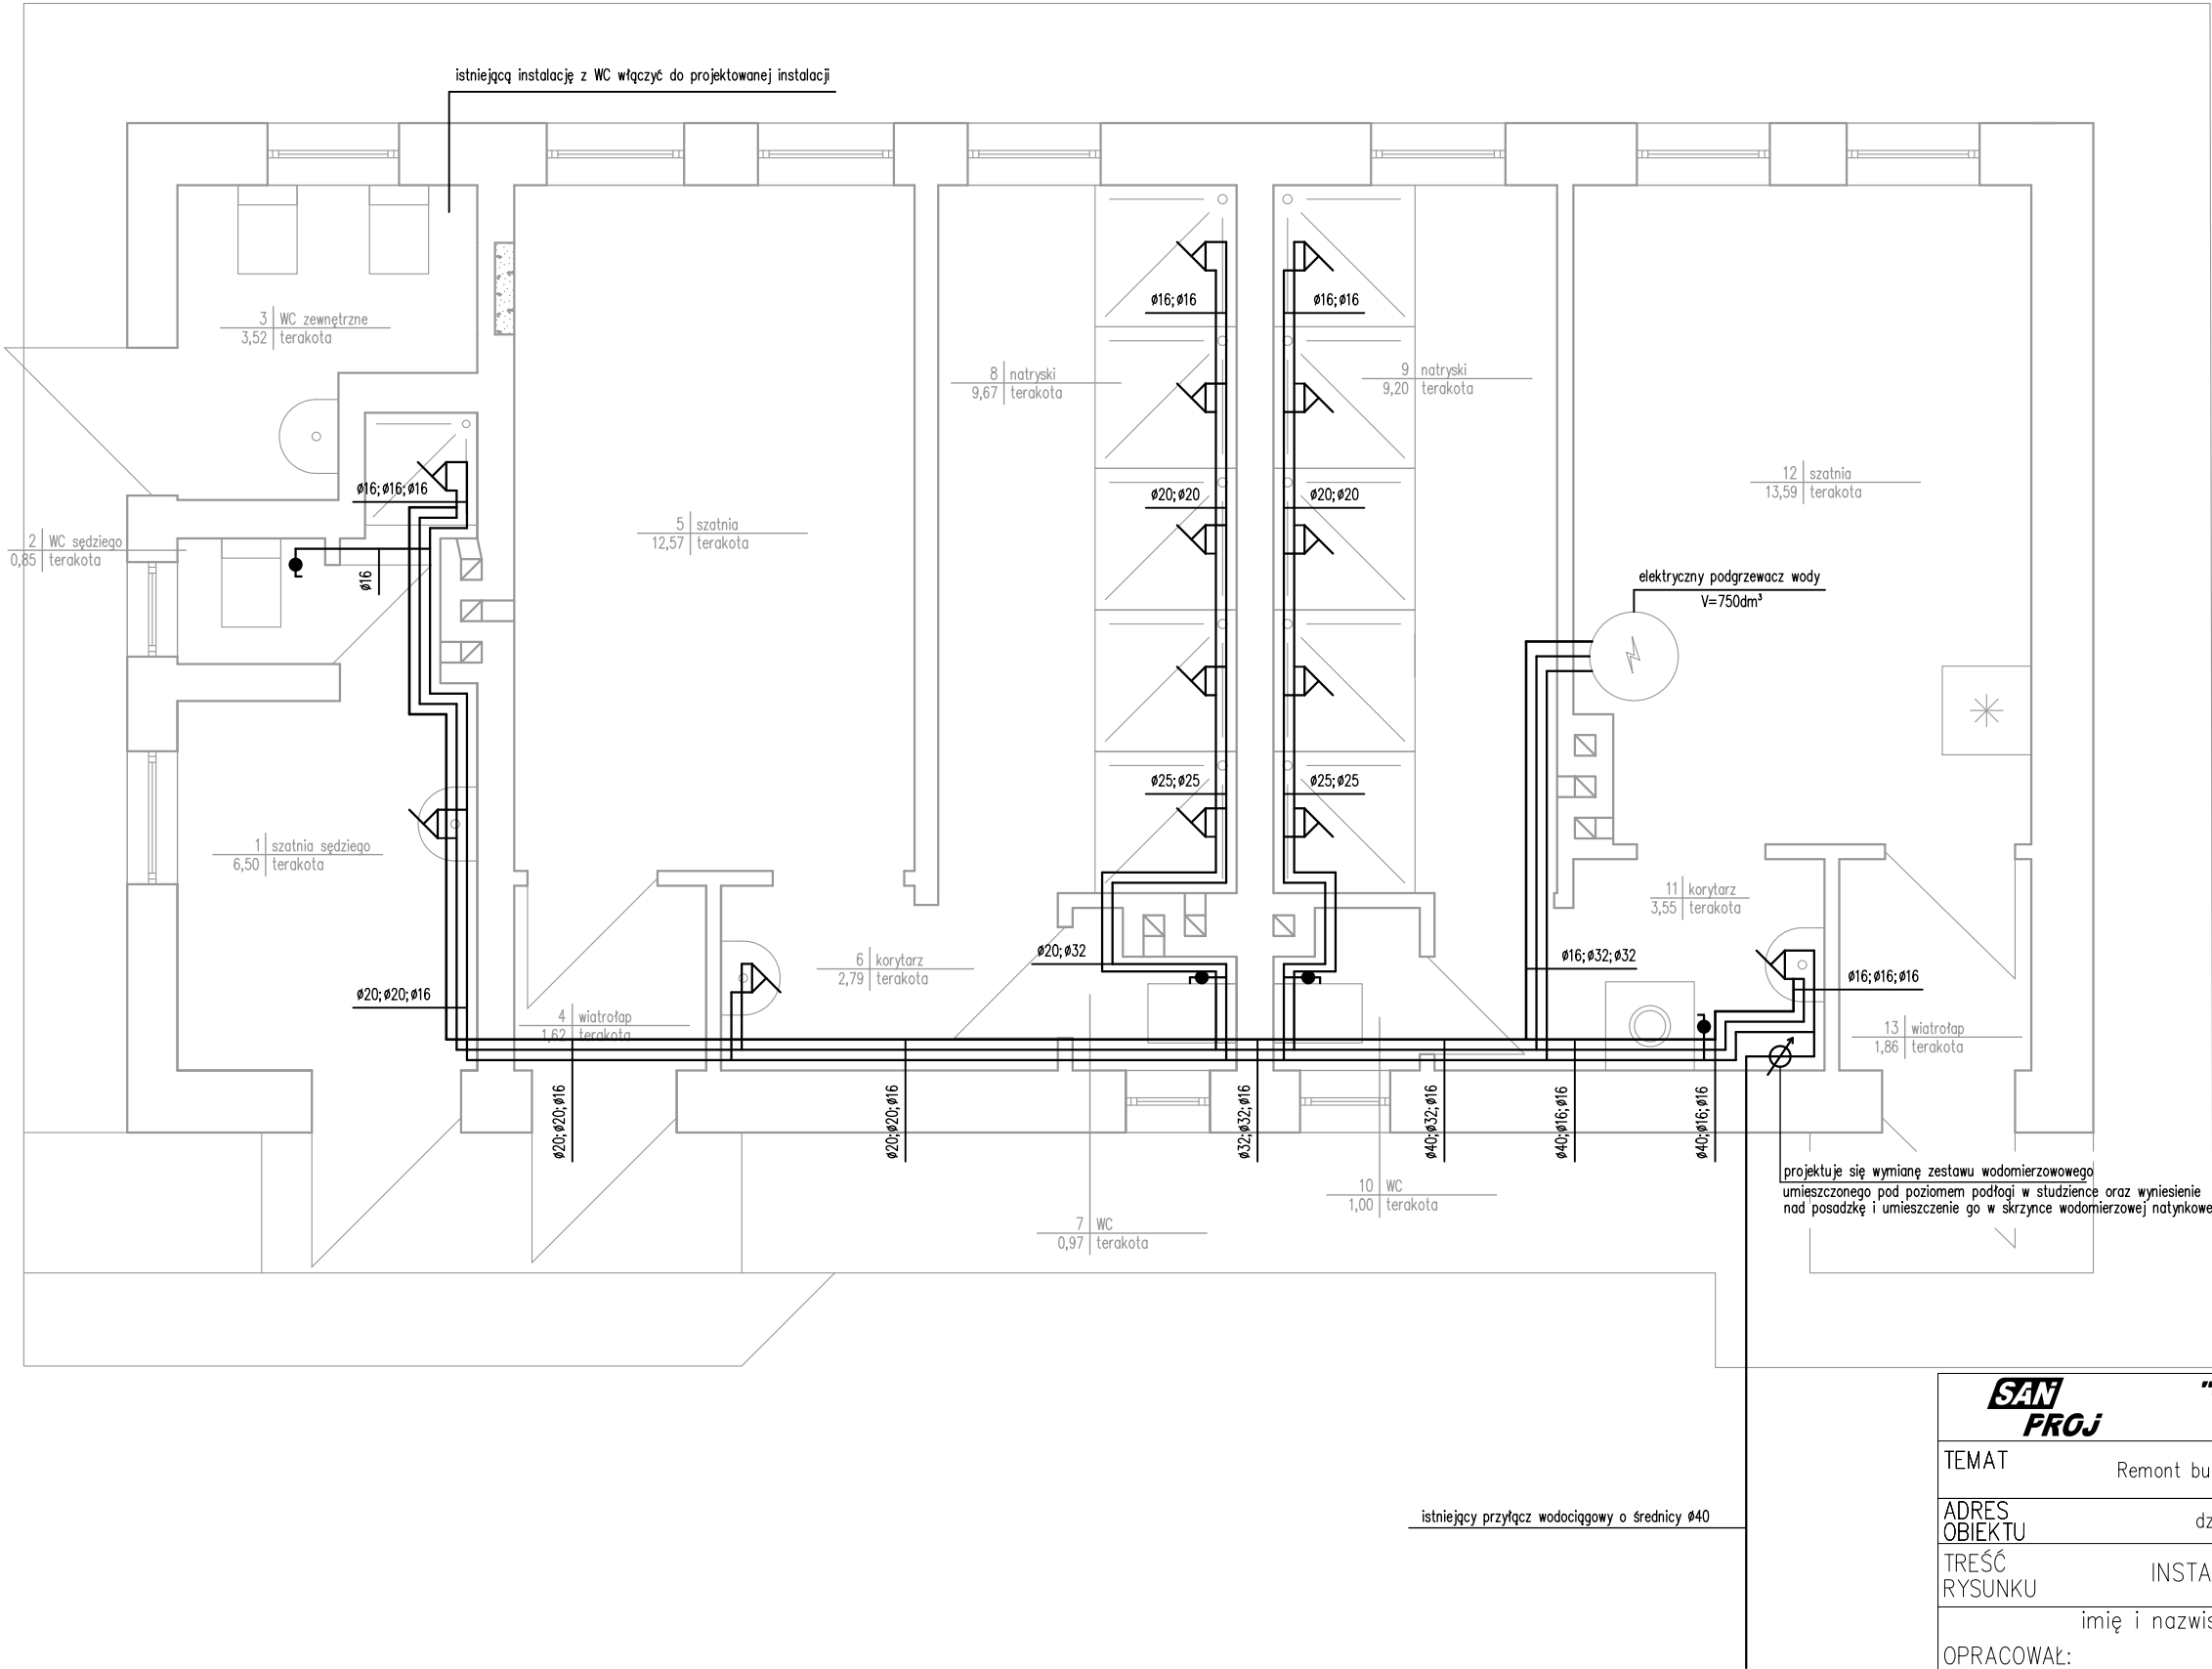 istniejącą instalację z WC włączyć do projektowanej instalacji
3 WC zewnętrzne
3,52 terakota
ø16;ø16
ø16;ø16
8 natryski
9,67 terakota
9 natryski
9,20 terakota
ø16;ø16;ø16
12 szatnia
13,59 terakota
ø20;ø20
ø20;ø20
5 szatnia
12,57 terakota
2 WC sędziego
0,85 terakota
ø16
elektryczny podgrzewacz wody
V=750dm³
ø25;ø25
ø25;ø25
1 szatnia sędziego
6,50 terakota
11 korytarz
3,55 terakota
ø20;ø32
6 korytarz
2,79 terakota
ø16;ø32;ø32
ø16;ø16;ø16
ø20;ø20;ø16
4 wiatrołap
1,62 terakota
13 wiatrołap
1,86 terakota
ø20;ø20;ø16
ø20;ø20;ø16
ø32;ø32;ø16
ø40;ø32;ø16
ø40;ø16;ø16
ø40;ø16;ø16
projektuje się wymianę zestawu wodomierzowowego
umieszczonego pod poziomem podłogi w studzience oraz wyniesienie
nad posadzkę i umieszczenie go w skrzynce wodomierzowej natynkowe
10 WC
1,00 terakota
7 WC
0,97 terakota
SAN
PROJ
"
TEMAT
Remont bu
istniejący przyłącz wodociągowy o średnicy ø40
ADRES
OBIEKTU
dz
TREŚĆ
RYSUNKU
INSTA
imię i nazwis
OPRACOWAŁ: